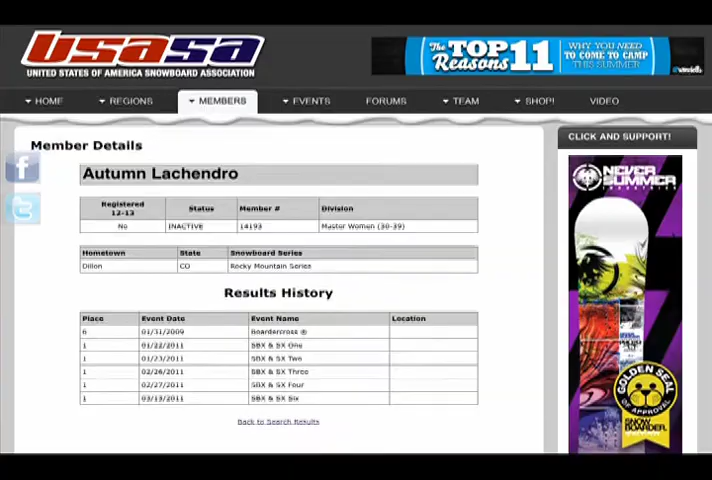 usasa
UNITED STATES OF AMERICA SNOWBOARD ASSOCIATION
The TOP 11 Reasons WHY YOU NEED TO COME TO CAMP THIS SUMMER
HOME REGIONS MEMBERS EVENTS FORUMS TEAM SHOP! VIDEO
Member Details
CLICK AND SUPPORT!
f
t
Autumn Lachendro
Registered 12-13 Status Member # Division
No INACTIVE 14193 Master Women (30-39)
Hometown State Snowboard Series
Dillon CO Rocky Mountain Series
Results History
Place Event Date Event Name Location
6 01/31/2009 Boardercross
1 01/22/2011 SBX & SX One
1 01/23/2011 SBX & SX Two
1 02/26/2011 SBX & SX Three
1 02/27/2011 SBX & SX Four
1 03/13/2011 SBX & SX Six
Back to Search Results
NEVER SUMMER
INDUSTRIES
GOLDEN SEAL
OF APPROVAL
SNOWBOARDER.